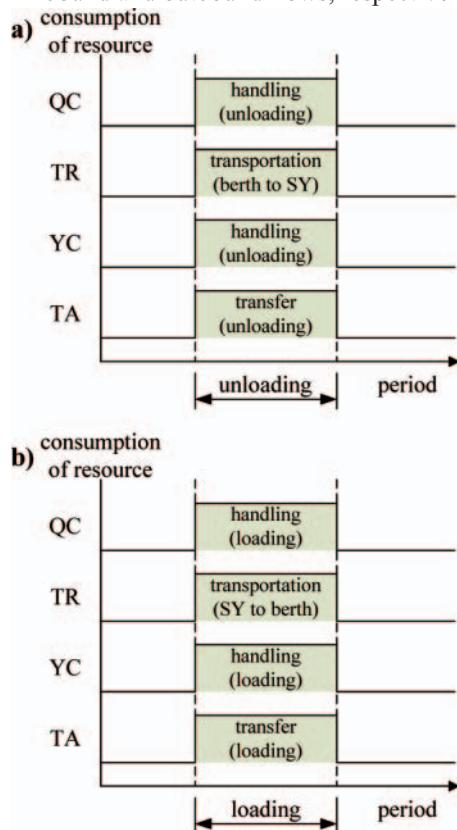 a) consumption
of resource
QC
handling
(unloading)
TR
transportation
(berth to SY)
YC
handling
(unloading)
TA
transfer
(unloading)
unloading
period
b) consumption
of resource
QC
handling
(loading)
TR
transportation
(SY to berth)
YC
handling
(loading)
TA
transfer
(loading)
loading
period